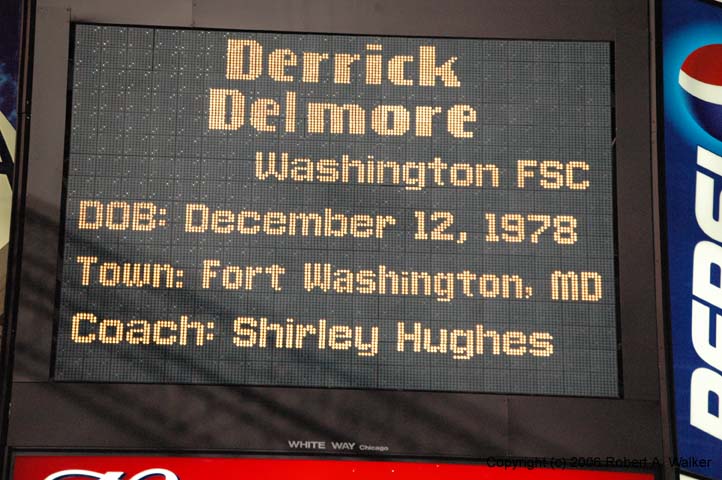 Derrick
Delmore
Washington FSC
DOB: December 12, 1978
Town: Fort Washington, MD
Coach: Shirley Hughes
WHITE WAY Chicago
PEPSI
Copyright (c) 2006 Robert A. Walker